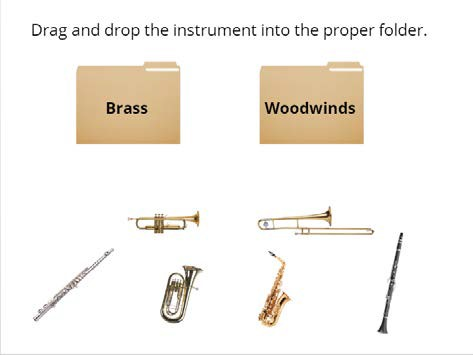 Drag and drop the instrument into the proper folder.
Brass
Woodwinds